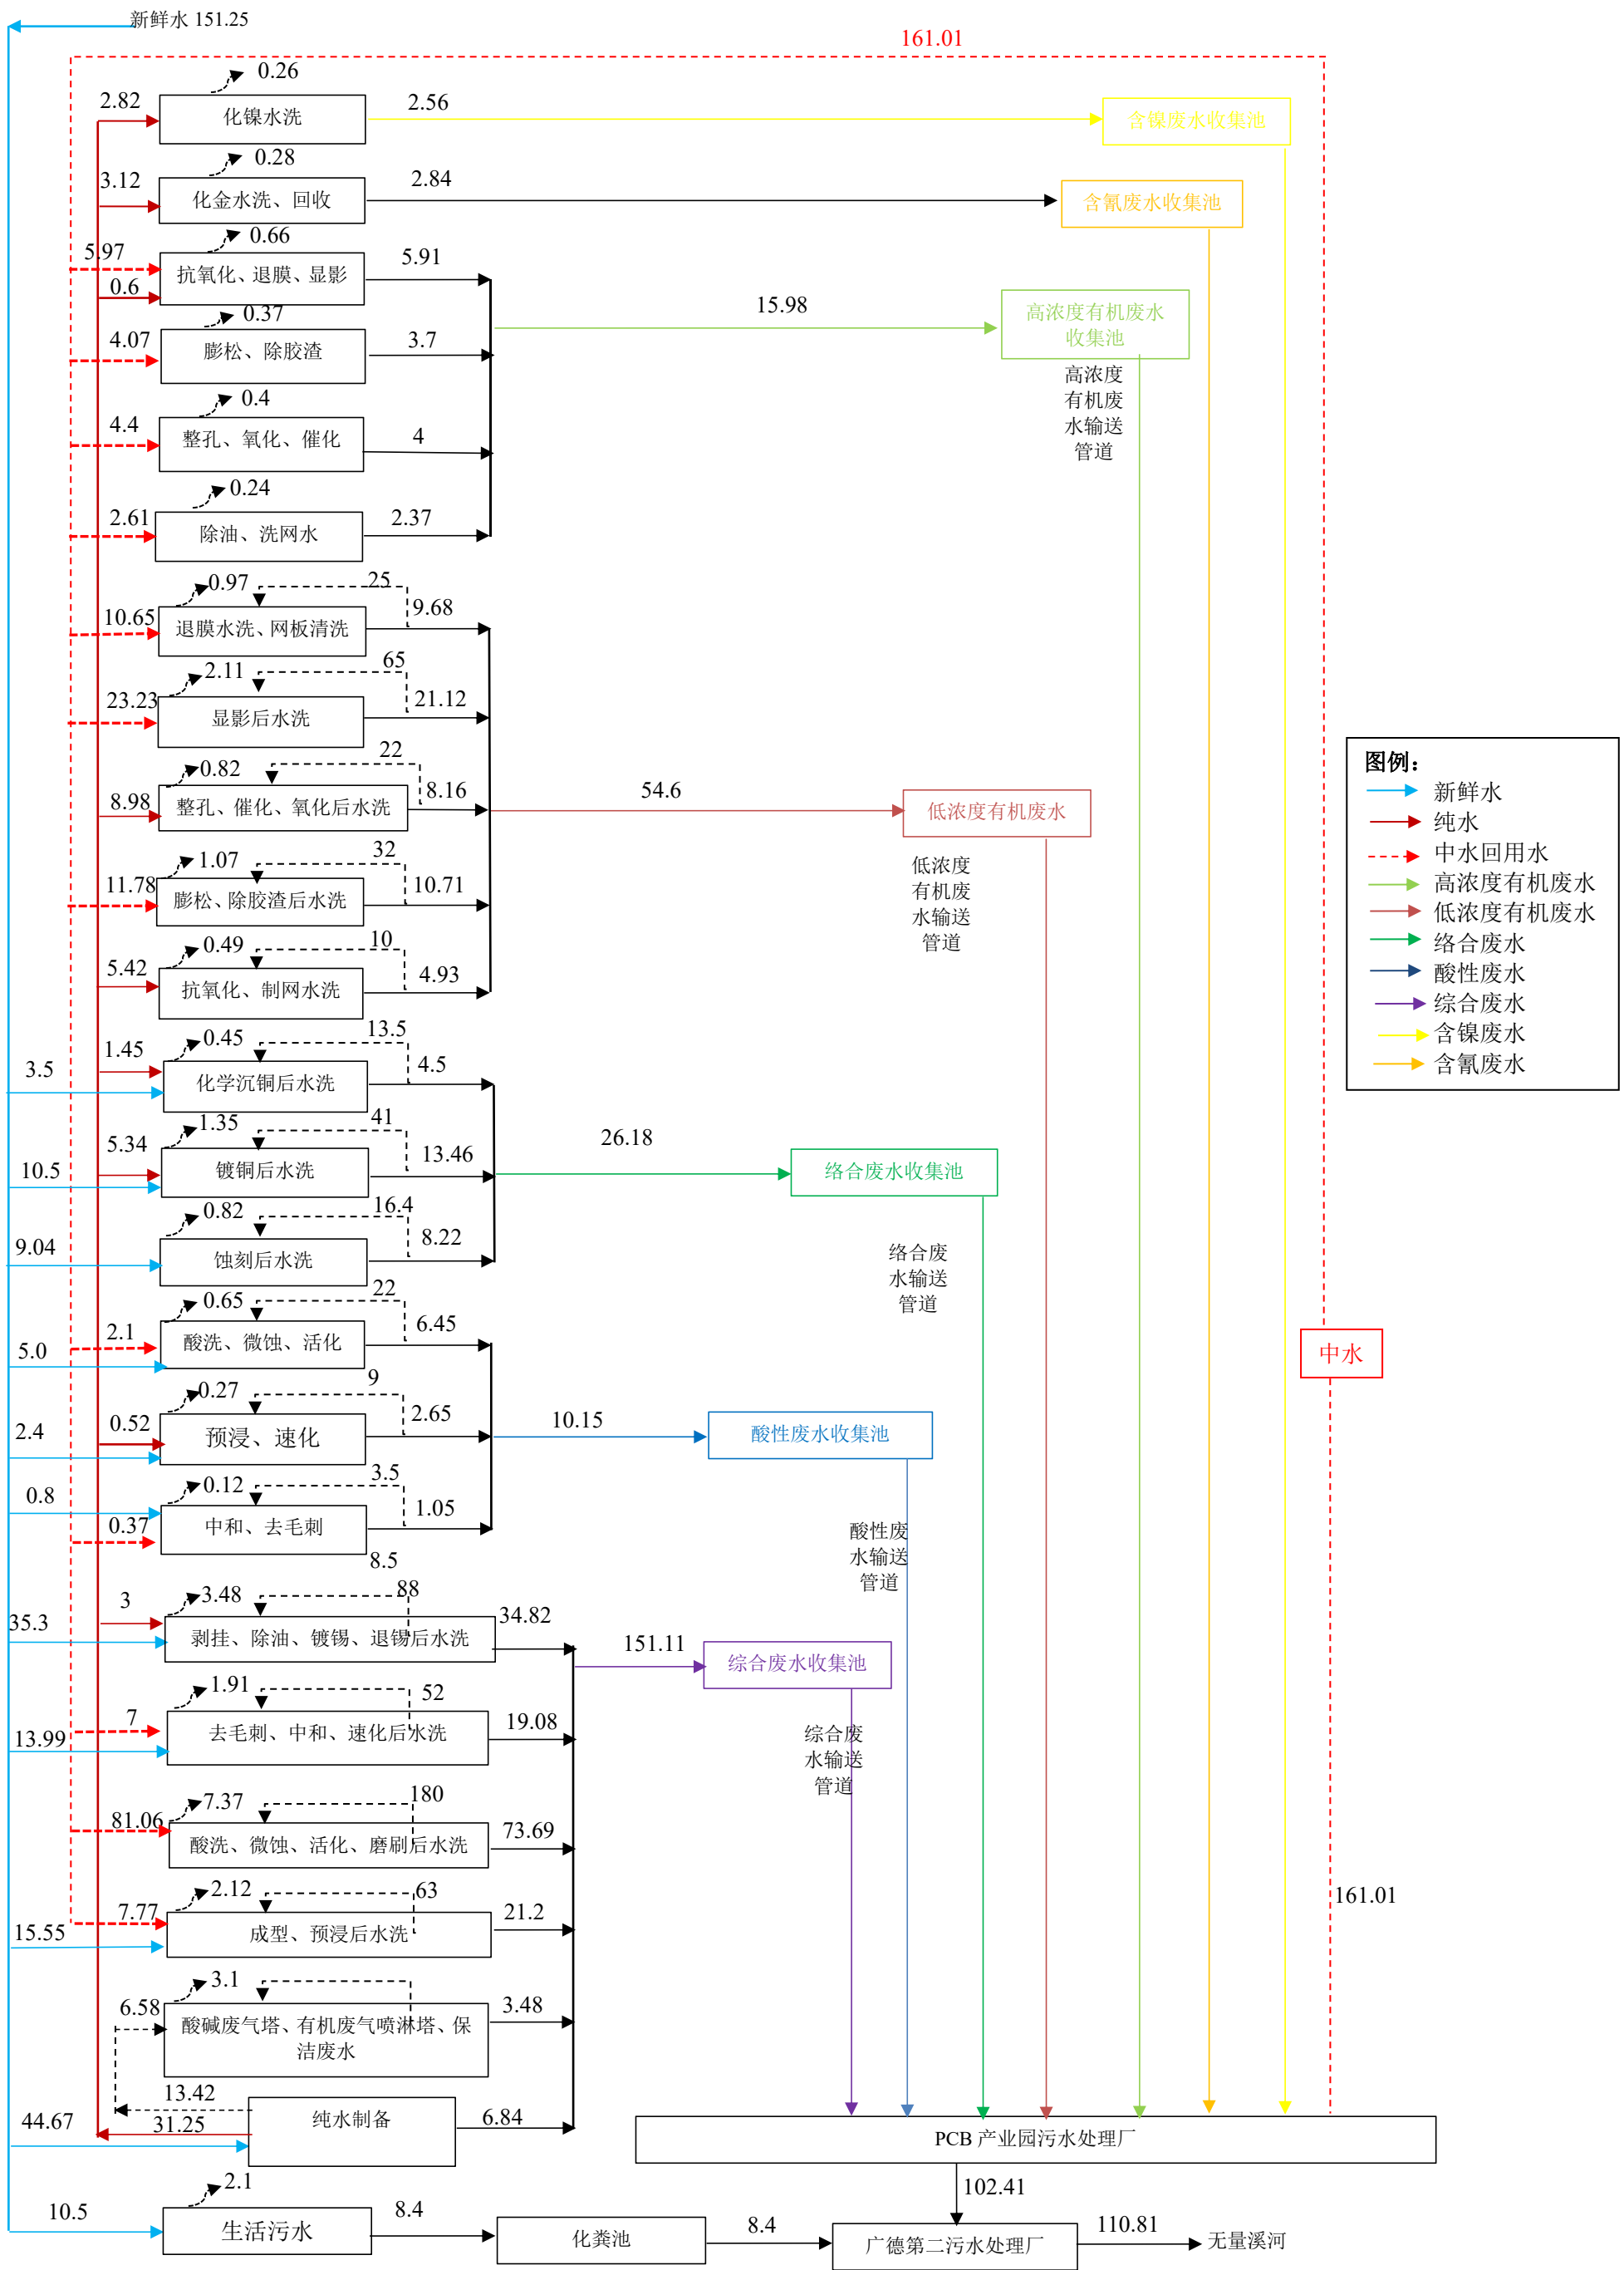 新鲜水 151.25
161.01
0.26
2.82
化镍水洗
2.56
含镍废水收集池
0.28
3.12
化金水洗、回收
2.84
含氰废水收集池
0.66
5.97
0.6
抗氧化、退膜、显影
5.91
15.98
高浓度有机废水
收集池
0.37
4.07
膨松、除胶渣
3.7
高浓度
有机废
水输送
管道
0.4
4.4
整孔、氧化、催化
4
0.24
2.61
除油、洗网水
2.37
0.97
25
10.65
退膜水洗、网板清洗
9.68
2.11
65
23.23
显影后水洗
21.12
0.82
22
8.98
整孔、催化、氧化后水洗
8.16
54.6
低浓度有机废水
1.07
32
11.78
膨松、除胶渣后水洗
10.71
低浓度
有机废
水输送
管道
0.49
10
5.42
抗氧化、制网水洗
4.93
图例：
新鲜水
纯水
中水回用水
高浓度有机废水
低浓度有机废水
络合废水
酸性废水
综合废水
含镍废水
含氰废水
0.45
13.5
1.45
3.5
化学沉铜后水洗
4.5
1.35
41
5.34
10.5
镀铜后水洗
13.46
26.18
络合废水收集池
0.82
16.4
9.04
蚀刻后水洗
8.22
络合废
水输送
管道
0.65
22
2.1
5.0
酸洗、微蚀、活化
6.45
中水
0.27
9
0.52
2.4
预浸、速化
2.65
10.15
酸性废水收集池
0.12
3.5
0.8
0.37
中和、去毛刺
1.05
8.5
酸性废
水输送
管道
3.48
88
3
35.3
剥挂、除油、镀锡、退锡后水洗
34.82
151.11
综合废水收集池
1.91
52
7
13.99
去毛刺、中和、速化后水洗
19.08
综合废
水输送
管道
7.37
180
81.06
酸洗、微蚀、活化、磨刷后水洗
73.69
2.12
63
7.77
15.55
成型、预浸后水洗
21.2
161.01
3.1
6.58
酸碱废气塔、有机废气喷淋塔、保
洁废水
3.48
13.42
44.67
31.25
纯水制备
6.84
PCB 产业园污水处理厂
102.41
2.1
10.5
生活污水
8.4
化粪池
8.4
广德第二污水处理厂
110.81
无量溪河